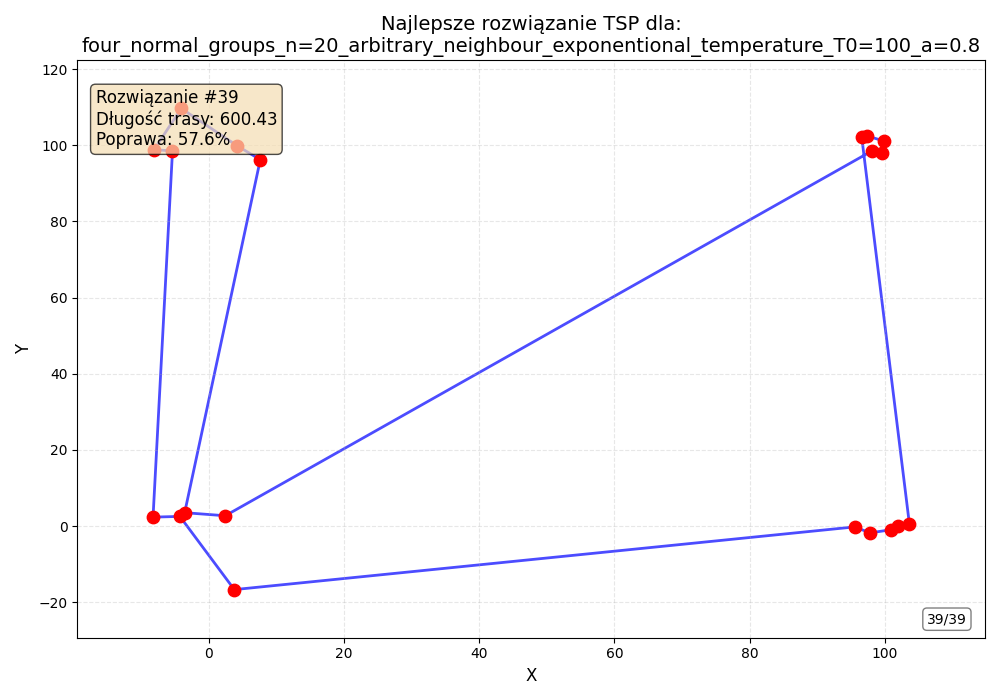 Najlepsze rozwiązanie TSP dla:
four_normal_groups_n=20_arbitrary_neighbour_exponentional_temperature_T0=100_a=0.8
Rozwiązanie #39
Długość trasy: 600.43
Poprawa: 57.6%
120
100
80
60
40
20
0
−20
Y
39/39
0
20
40
60
80
100
X